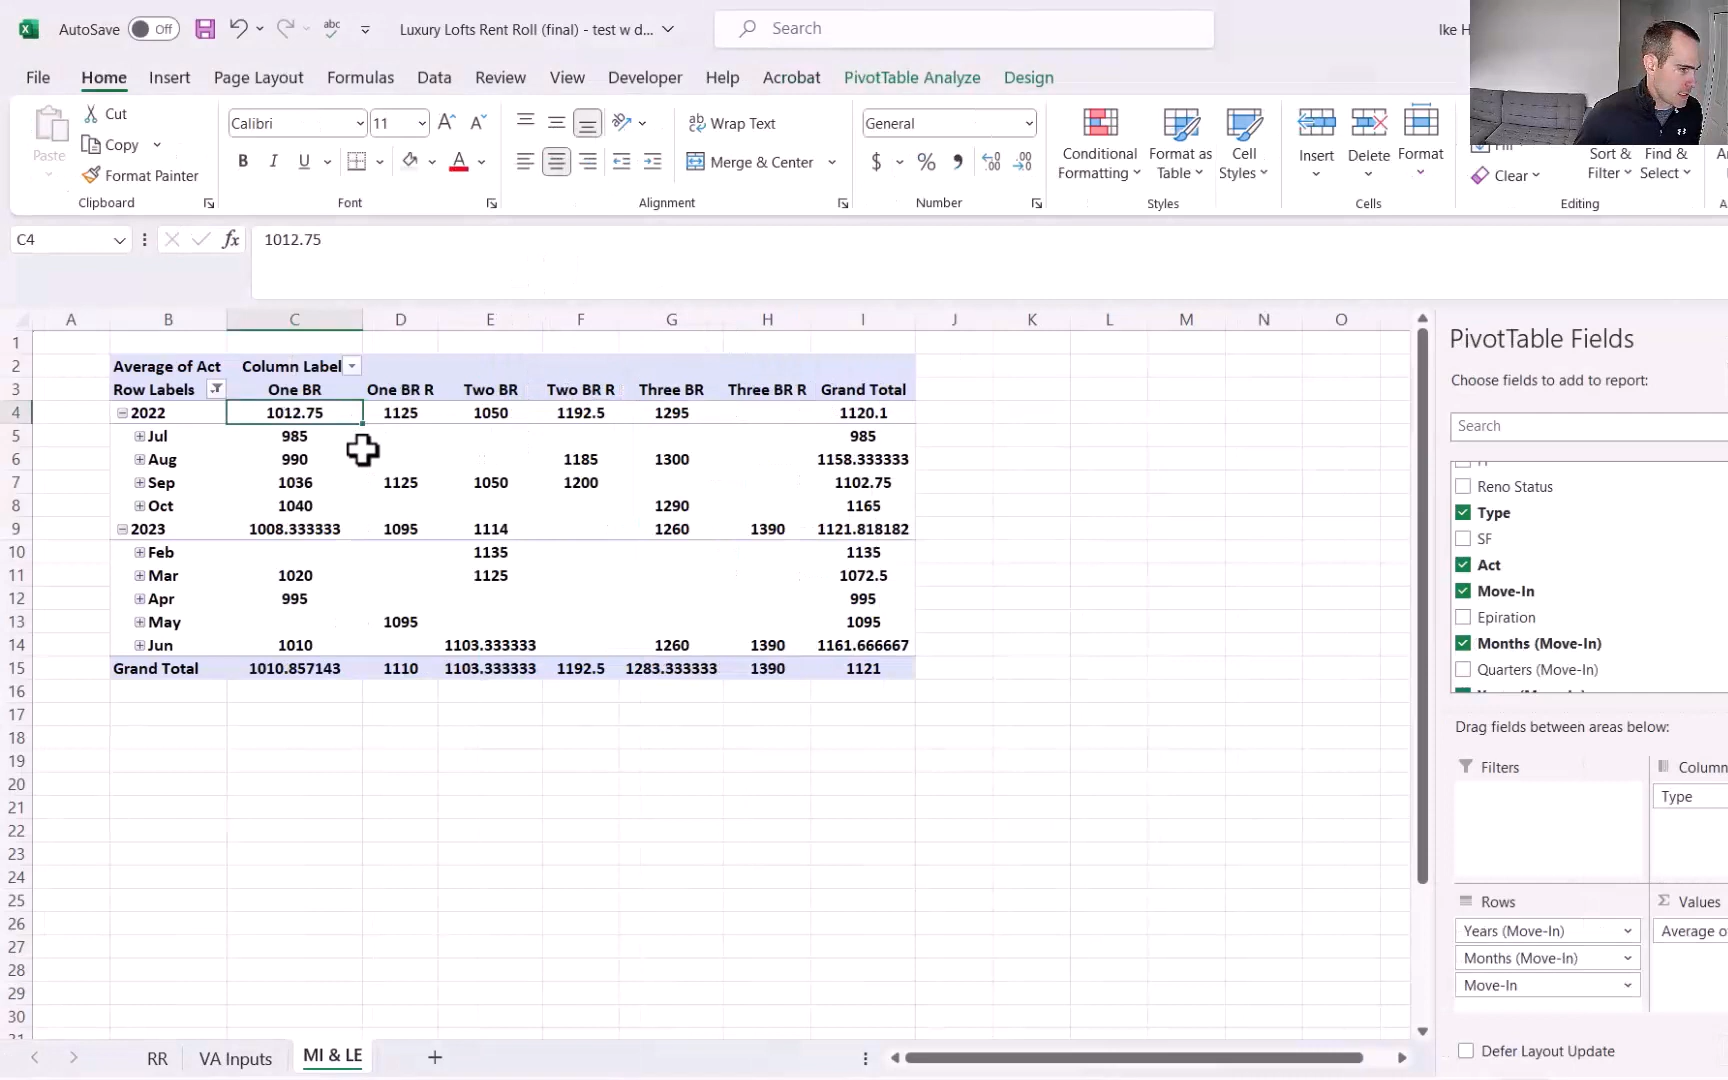 AutoSave Off Luxury Lofts Rent Roll (final) - test w d... Search Ike H
File Home Insert Page Layout Formulas Data Review View Developer Help Acrobat PivotTable Analyze Design
Paste Cut
Copy
Format Painter
Calibri 11
Wrap Text
Merge & Center
General
Conditional Formatting
Format as Table
Cell Styles
Insert Delete Format
Clear
Sort & Filter
Find & Select
Clipboard Font Alignment Number Styles Cells Editing
C4 fx 1012.75
A B C D E F G H I J K L M N O
1
2 Average of Act Column Label
3 Row Labels One BR One BR R Two BR Two BR R Three BR Three BR R Grand Total
4 2022 1012.75 1125 1050 1192.5 1295 1120.1
5 Jul 985 985
6 Aug 990 1185 1300 1158.333333
7 Sep 1036 1125 1050 1200 1102.75
8 Oct 1040 1290 1165
9 2023 1008.333333 1095 1114 1260 1390 1121.818182
10 Feb 1135 1135
11 Mar 1020 1125 1072.5
12 Apr 995 995
13 May 1095 1095
14 Jun 1010 1103.333333 1260 1390 1161.666667
15 Grand Total 1010.857143 1110 1103.333333 1192.5 1283.333333 1390 1121
16
17
18
19
20
21
22
23
24
25
26
27
28
29
30
PivotTable Fields
Choose fields to add to report:
Search
Reno Status
Type
SF
Act
Move-In
Epiration
Months (Move-In)
Quarters (Move-In)
Drag fields between areas below:
Filters
Column
Type
Rows
Years (Move-In)
Months (Move-In)
Move-In
Σ Values
Average o
Defer Layout Update
RR VA Inputs MI & LE